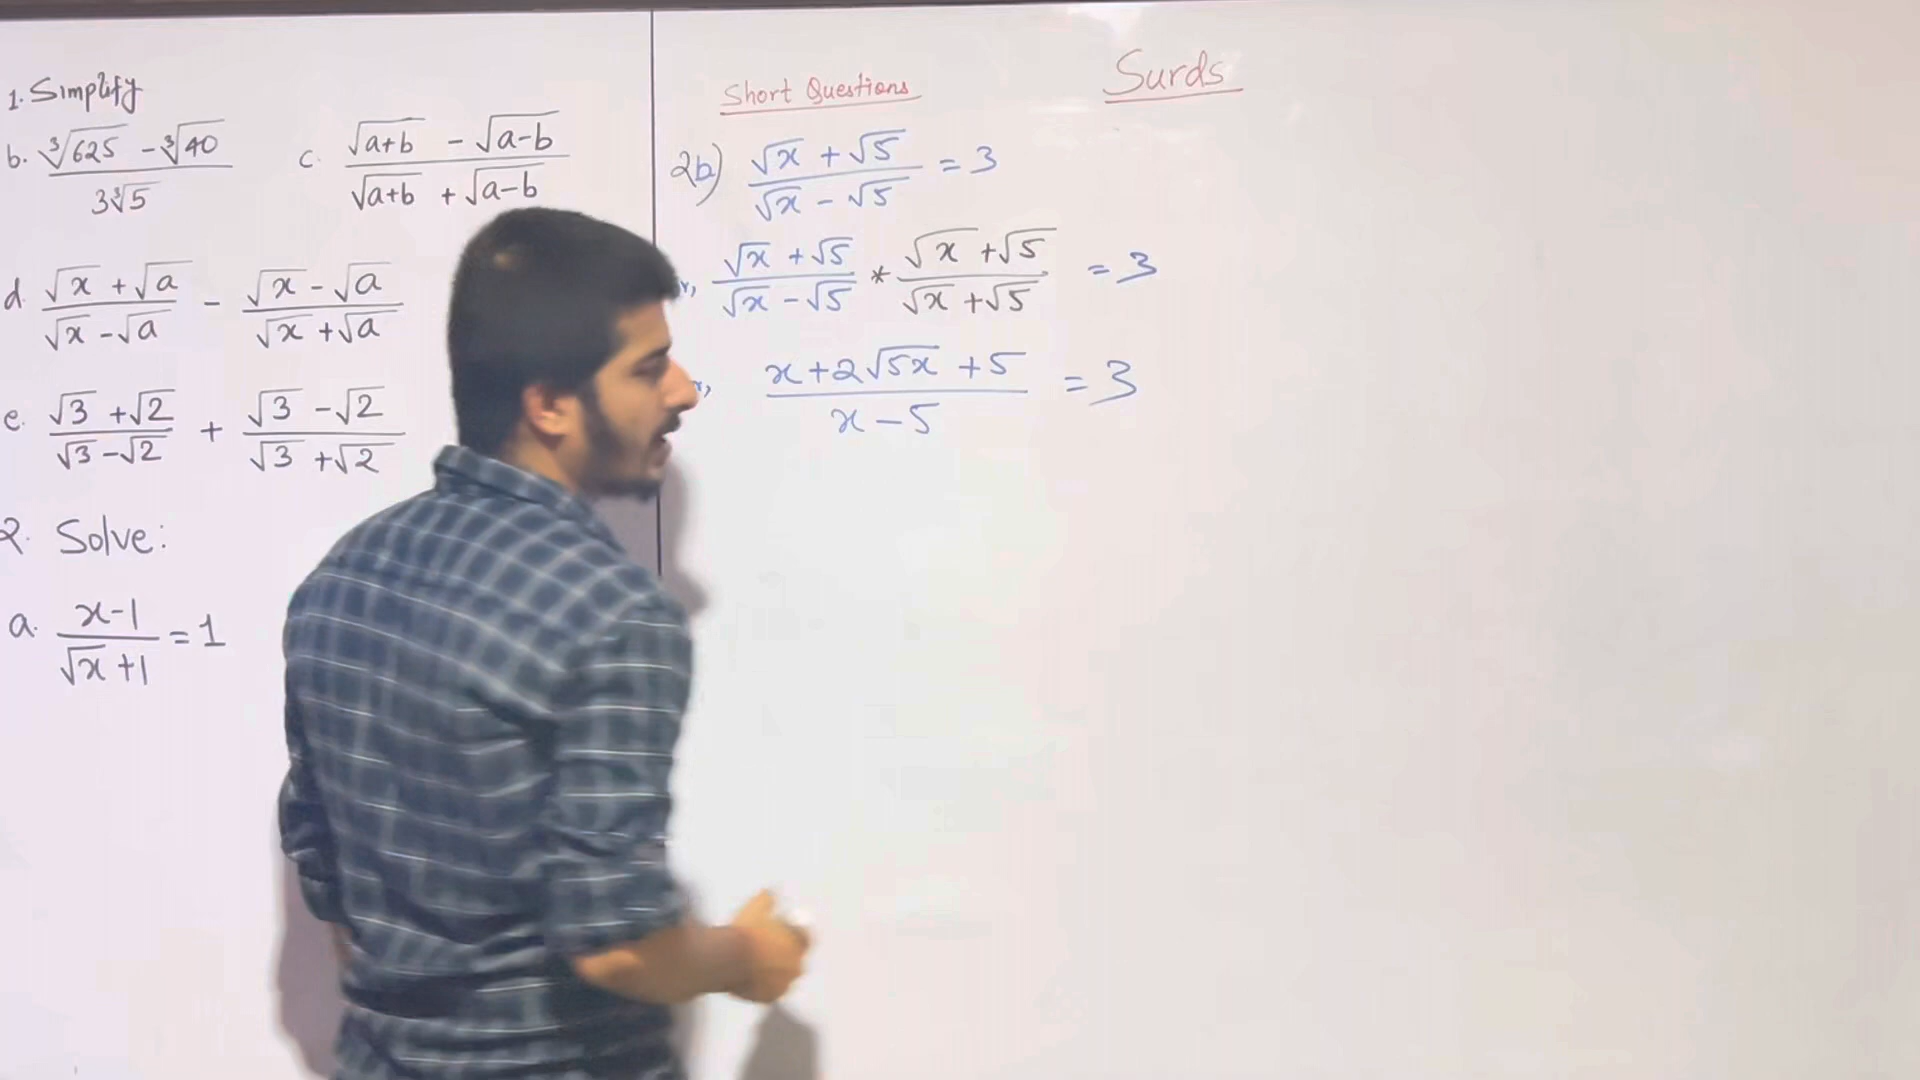 1. Simplify
b. (∛625 - ∛40) / (3∛5)
c. (√(a+b) - √(a-b)) / (√(a+b) + √(a-b))
d. (√x + √a) / (√x - √a) - (√x - √a) / (√x + √a)
e. (√3 + √2) / (√3 - √2) + (√3 - √2) / (√3 + √2)
2. Solve:
a. (x-1) / (√x + 1) = 1
Short Questions
Surds
2b) (√x + √5) / (√x - √5) = 3
r, (√x + √5) / (√x - √5) * (√x + √5) / (√x + √5) = 3
r, (x + 2√5x + 5) / (x - 5) = 3